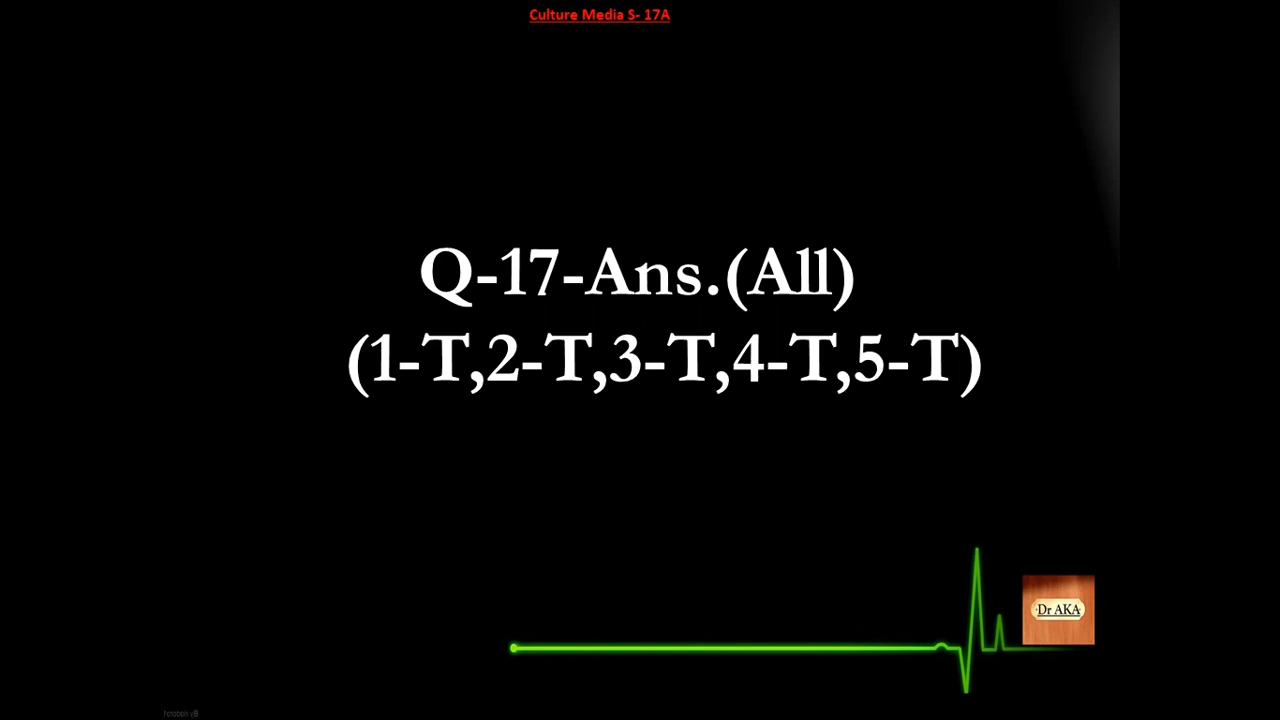 Culture Media S- 17A
Q-17-Ans.(All)
(1-T,2-T,3-T,4-T,5-T)
Dr AKA